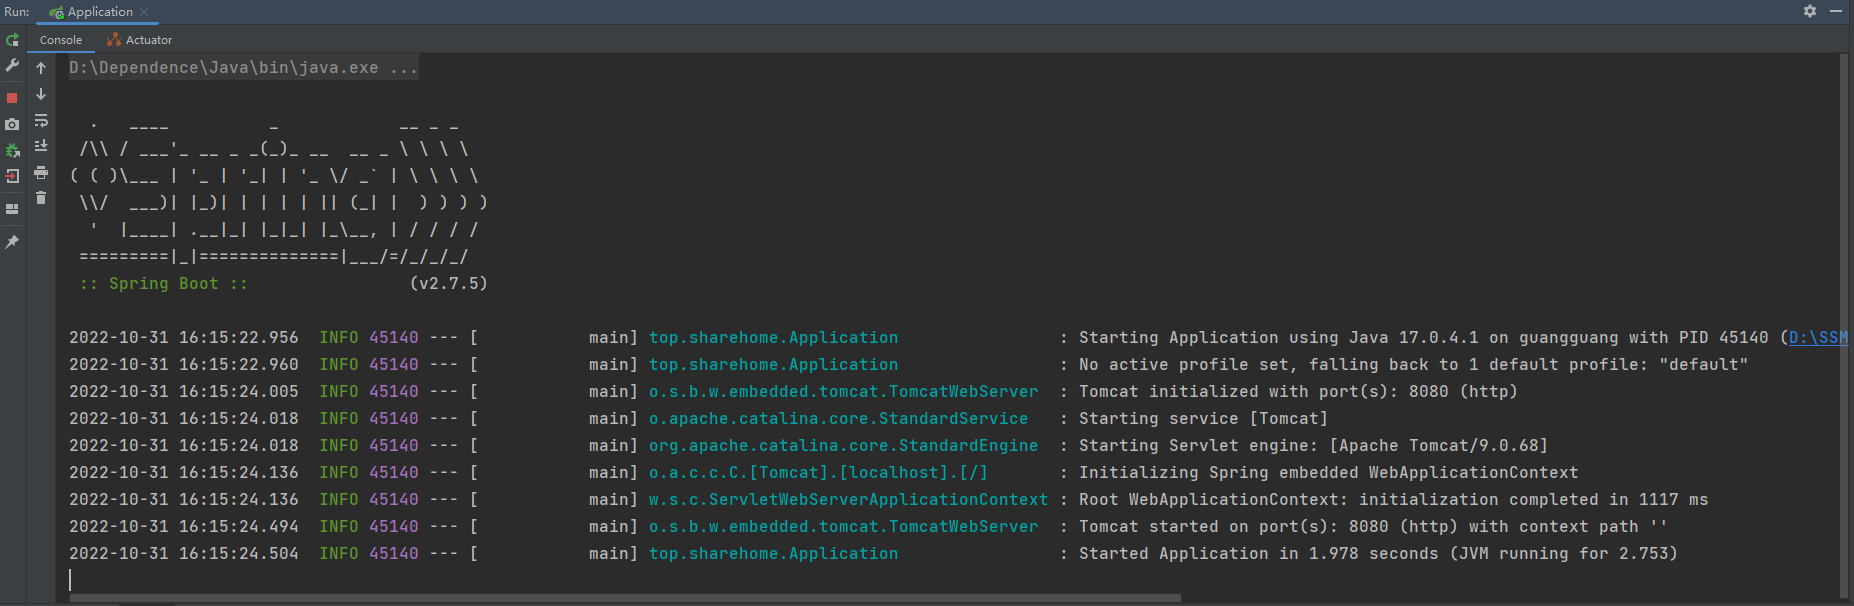 Run: Application
Console Actuator
D:\Dependence\Java\bin\java.exe ...
  .   ____          _            __ _ _
 /\\ / ___'_ __ _ _(_)_ __  __ _ \ \ \ \
( ( )\___ | '_ | '_| | '_ \/ _` | \ \ \ \
 \\/  ___)| |_)| | | | | || (_| |  ) ) ) )
  '  |____| .__|_| |_|_| |_\__, | / / / /
 =========|_|==============|___/=/_/_/_/
 :: Spring Boot ::                (v2.7.5)
2022-10-31 16:15:22.956  INFO 45140 --- [           main] top.sharehome.Application                : Starting Application using Java 17.0.4.1 on guangguang with PID 45140 (D:\SSM
2022-10-31 16:15:22.960  INFO 45140 --- [           main] top.sharehome.Application                : No active profile set, falling back to 1 default profile: "default"
2022-10-31 16:15:24.005  INFO 45140 --- [           main] o.s.b.w.embedded.tomcat.TomcatWebServer  : Tomcat initialized with port(s): 8080 (http)
2022-10-31 16:15:24.018  INFO 45140 --- [           main] o.apache.catalina.core.StandardService   : Starting service [Tomcat]
2022-10-31 16:15:24.018  INFO 45140 --- [           main] org.apache.catalina.core.StandardEngine  : Starting Servlet engine: [Apache Tomcat/9.0.68]
2022-10-31 16:15:24.136  INFO 45140 --- [           main] o.a.c.c.C.[Tomcat].[localhost].[/]       : Initializing Spring embedded WebApplicationContext
2022-10-31 16:15:24.136  INFO 45140 --- [           main] w.s.c.ServletWebServerApplicationContext : Root WebApplicationContext: initialization completed in 1117 ms
2022-10-31 16:15:24.494  INFO 45140 --- [           main] o.s.b.w.embedded.tomcat.TomcatWebServer  : Tomcat started on port(s): 8080 (http) with context path ''
2022-10-31 16:15:24.504  INFO 45140 --- [           main] top.sharehome.Application                : Started Application in 1.978 seconds (JVM running for 2.753)